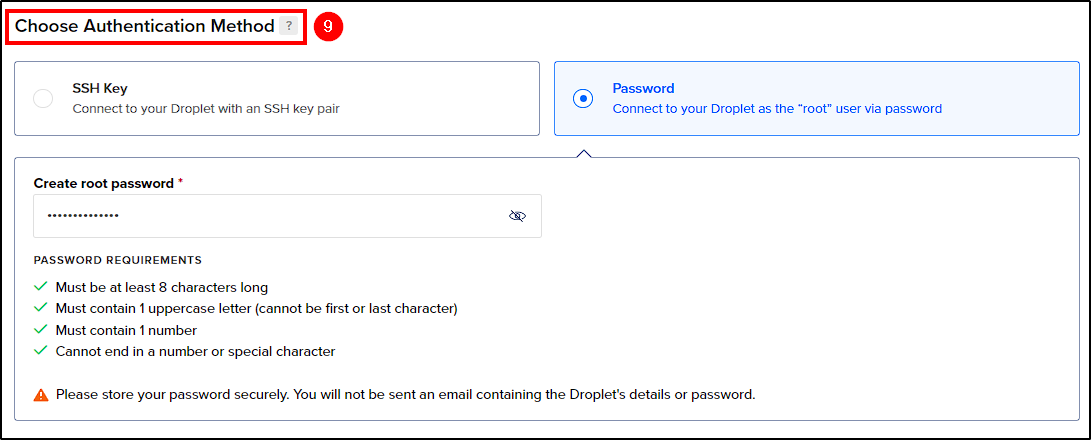 Choose Authentication Method ? 9
SSH Key
Connect to your Droplet with an SSH key pair
Password
Connect to your Droplet as the “root” user via password
Create root password *
••••••••••••••
PASSWORD REQUIREMENTS
Must be at least 8 characters long
Must contain 1 uppercase letter (cannot be first or last character)
Must contain 1 number
Cannot end in a number or special character
Please store your password securely. You will not be sent an email containing the Droplet's details or password.